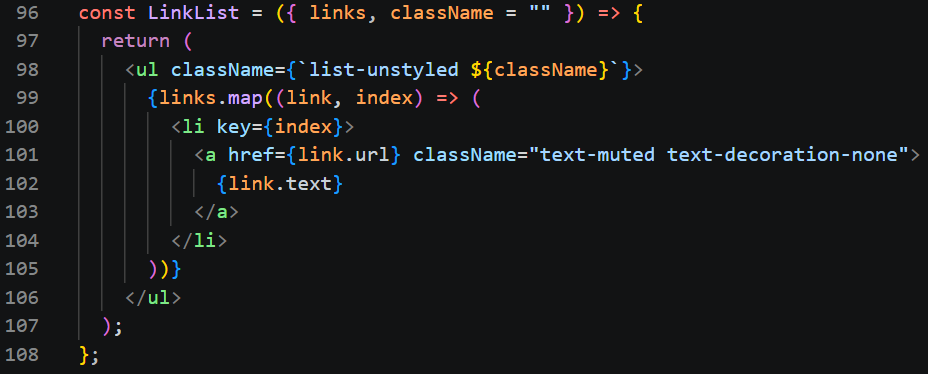 96 const LinkList = ({ links, className = "" }) => {
97 return (
98 <ul className={`list-unstyled ${className}`}>
99 {links.map((link, index) => (
100 <li key={index}>
101 <a href={link.url} className="text-muted text-decoration-none">
102 {link.text}
103 </a>
104 </li>
105 ))}
106 </ul>
107 );
108 };